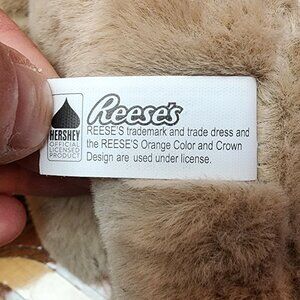 Reese's
HERSHEY
OFFICIAL
LICENSED
PRODUCT
REESE'S trademark and trade dress and
the REESE'S Orange Color and Crown
Design are used under license.